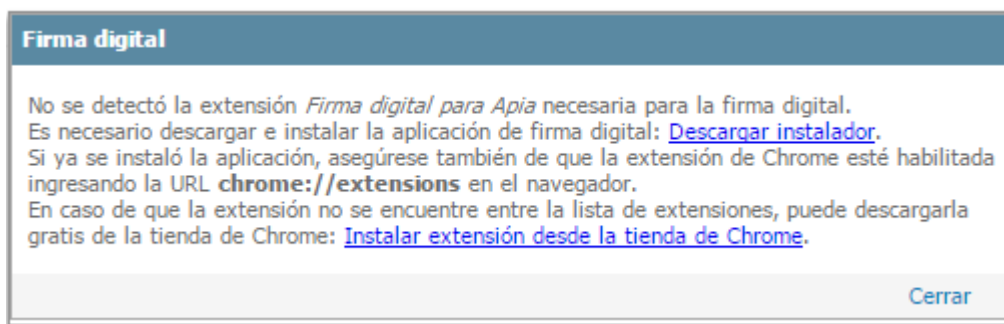 Firma digital
No se detectó la extensión Firma digital para Apia necesaria para la firma digital.
Es necesario descargar e instalar la aplicación de firma digital: Descargar instalador.
Si ya se instaló la aplicación, asegúrese también de que la extensión de Chrome esté habilitada
ingresando la URL chrome://extensions en el navegador.
En caso de que la extensión no se encuentre entre la lista de extensiones, puede descargarla
gratis de la tienda de Chrome: Instalar extensión desde la tienda de Chrome.
Cerrar